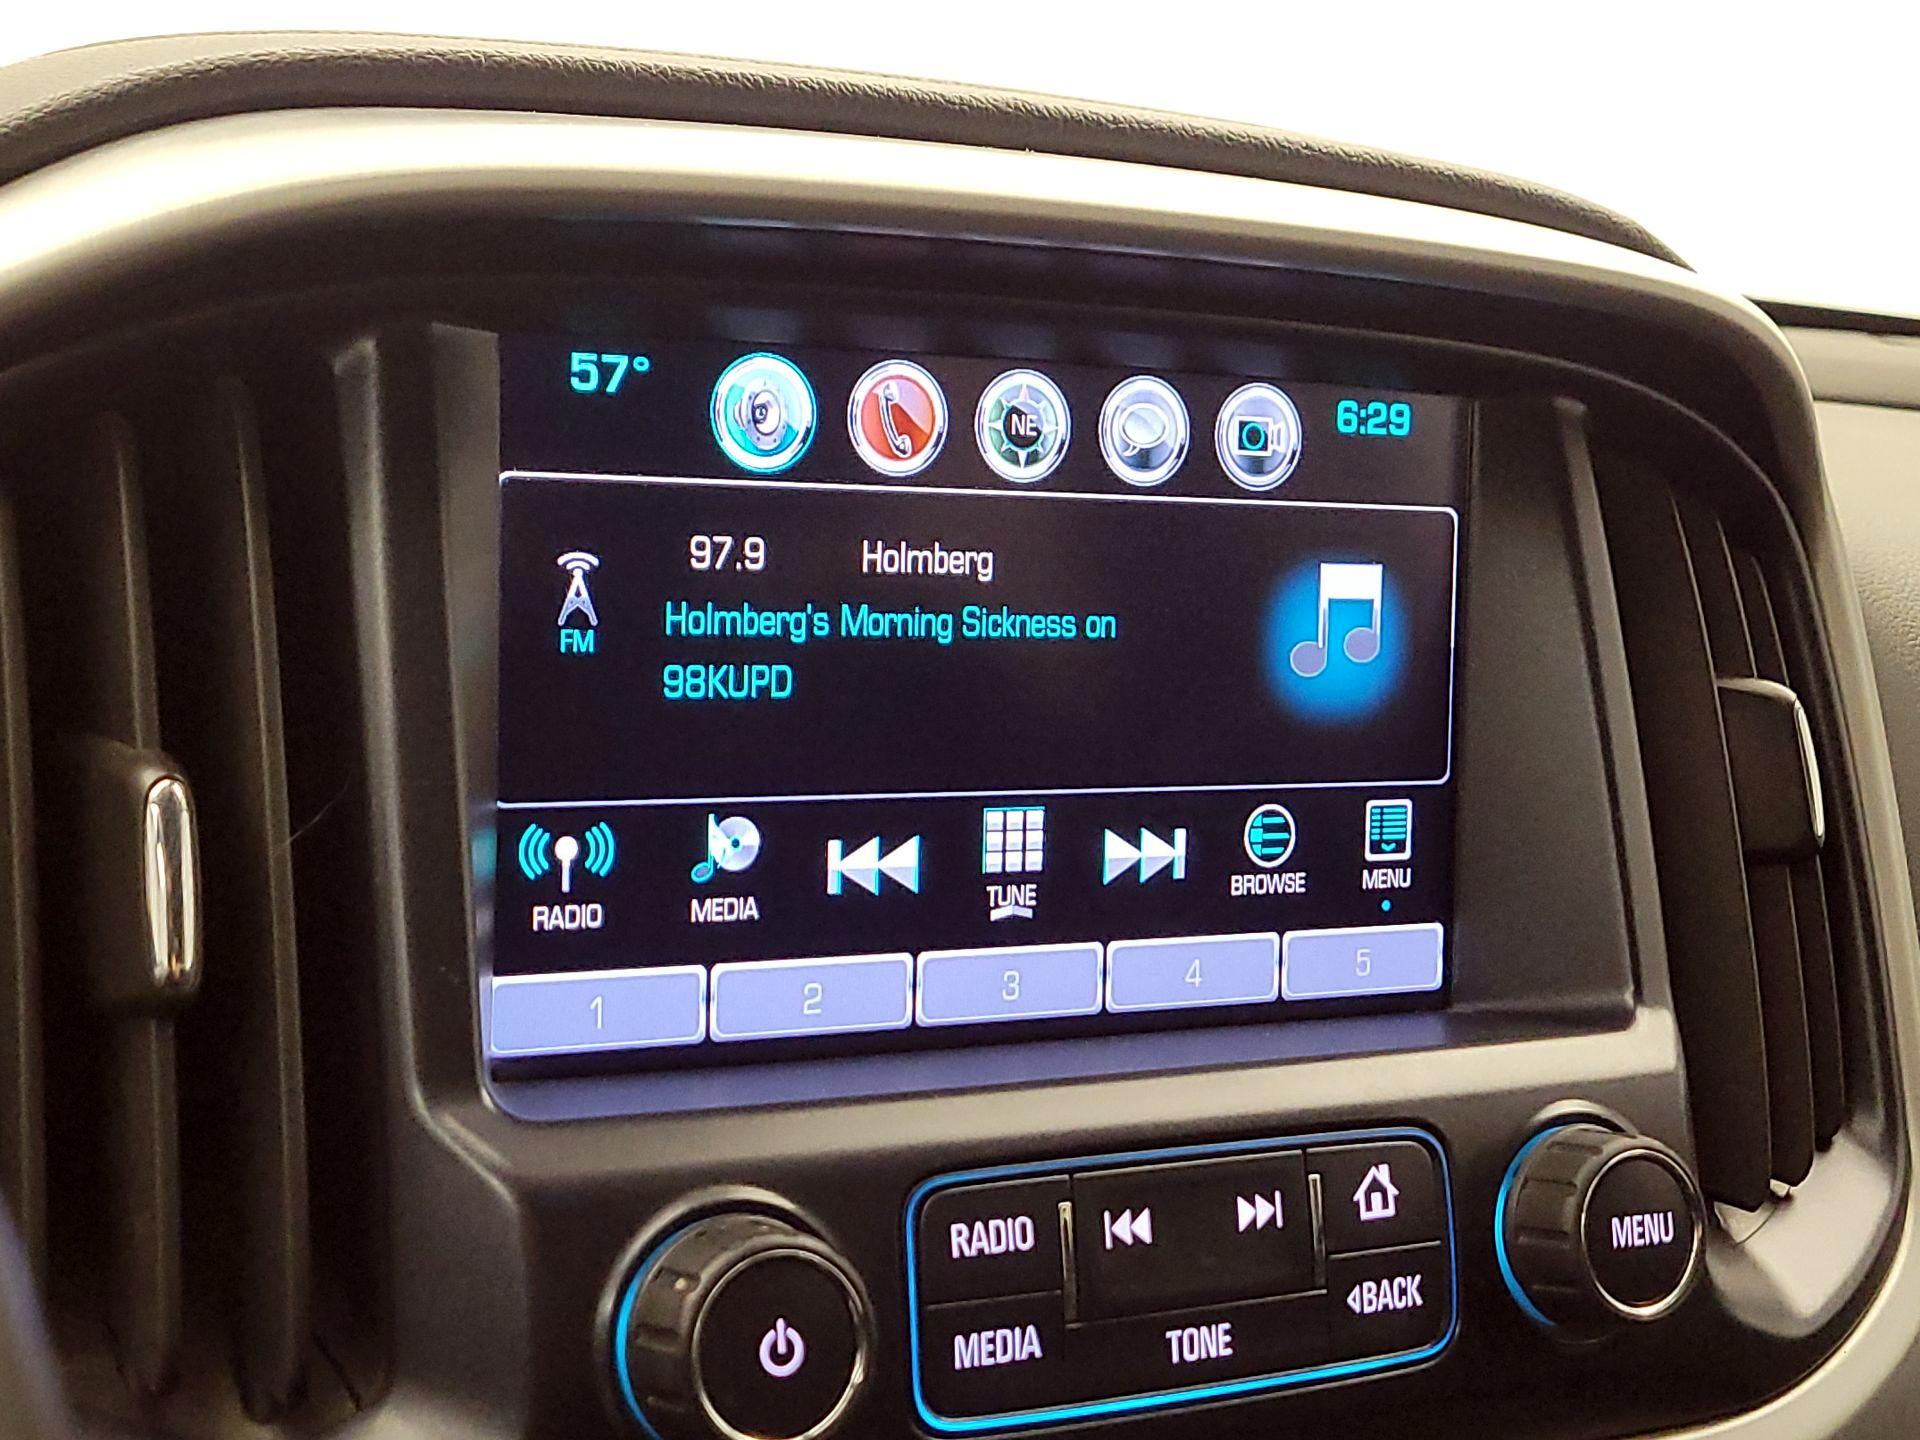 57°
NE
6:29
97.9 Holmberg
FM
Holmberg's Morning Sickness on
98KUPD
RADIO
MEDIA
TUNE
BROWSE
MENU
1 2 3 4 5
RADIO
MEDIA
TONE
BACK
MENU